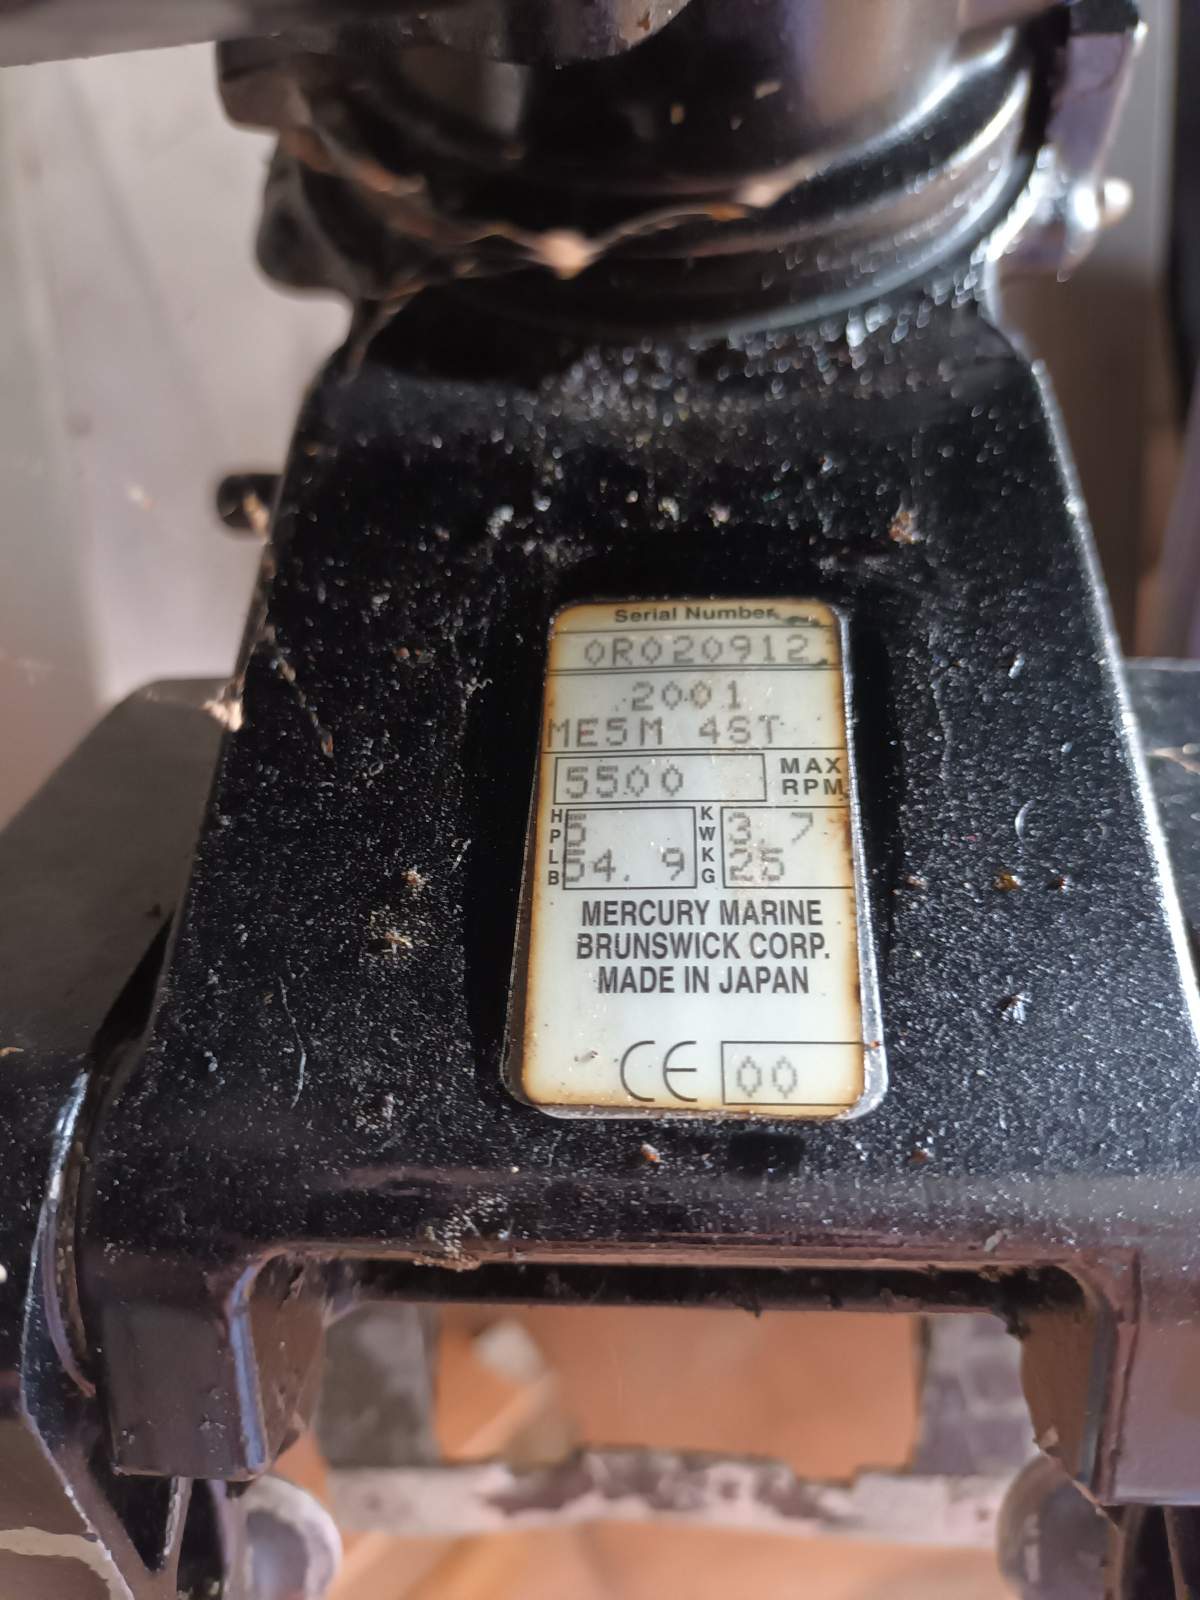 Serial Number
0R020912
2001
ME5M 4ST
5500 MAX RPM
HP 5 KW 3.7
LB 54.9 KG 25
MERCURY MARINE
BRUNSWICK CORP.
MADE IN JAPAN
CE 00